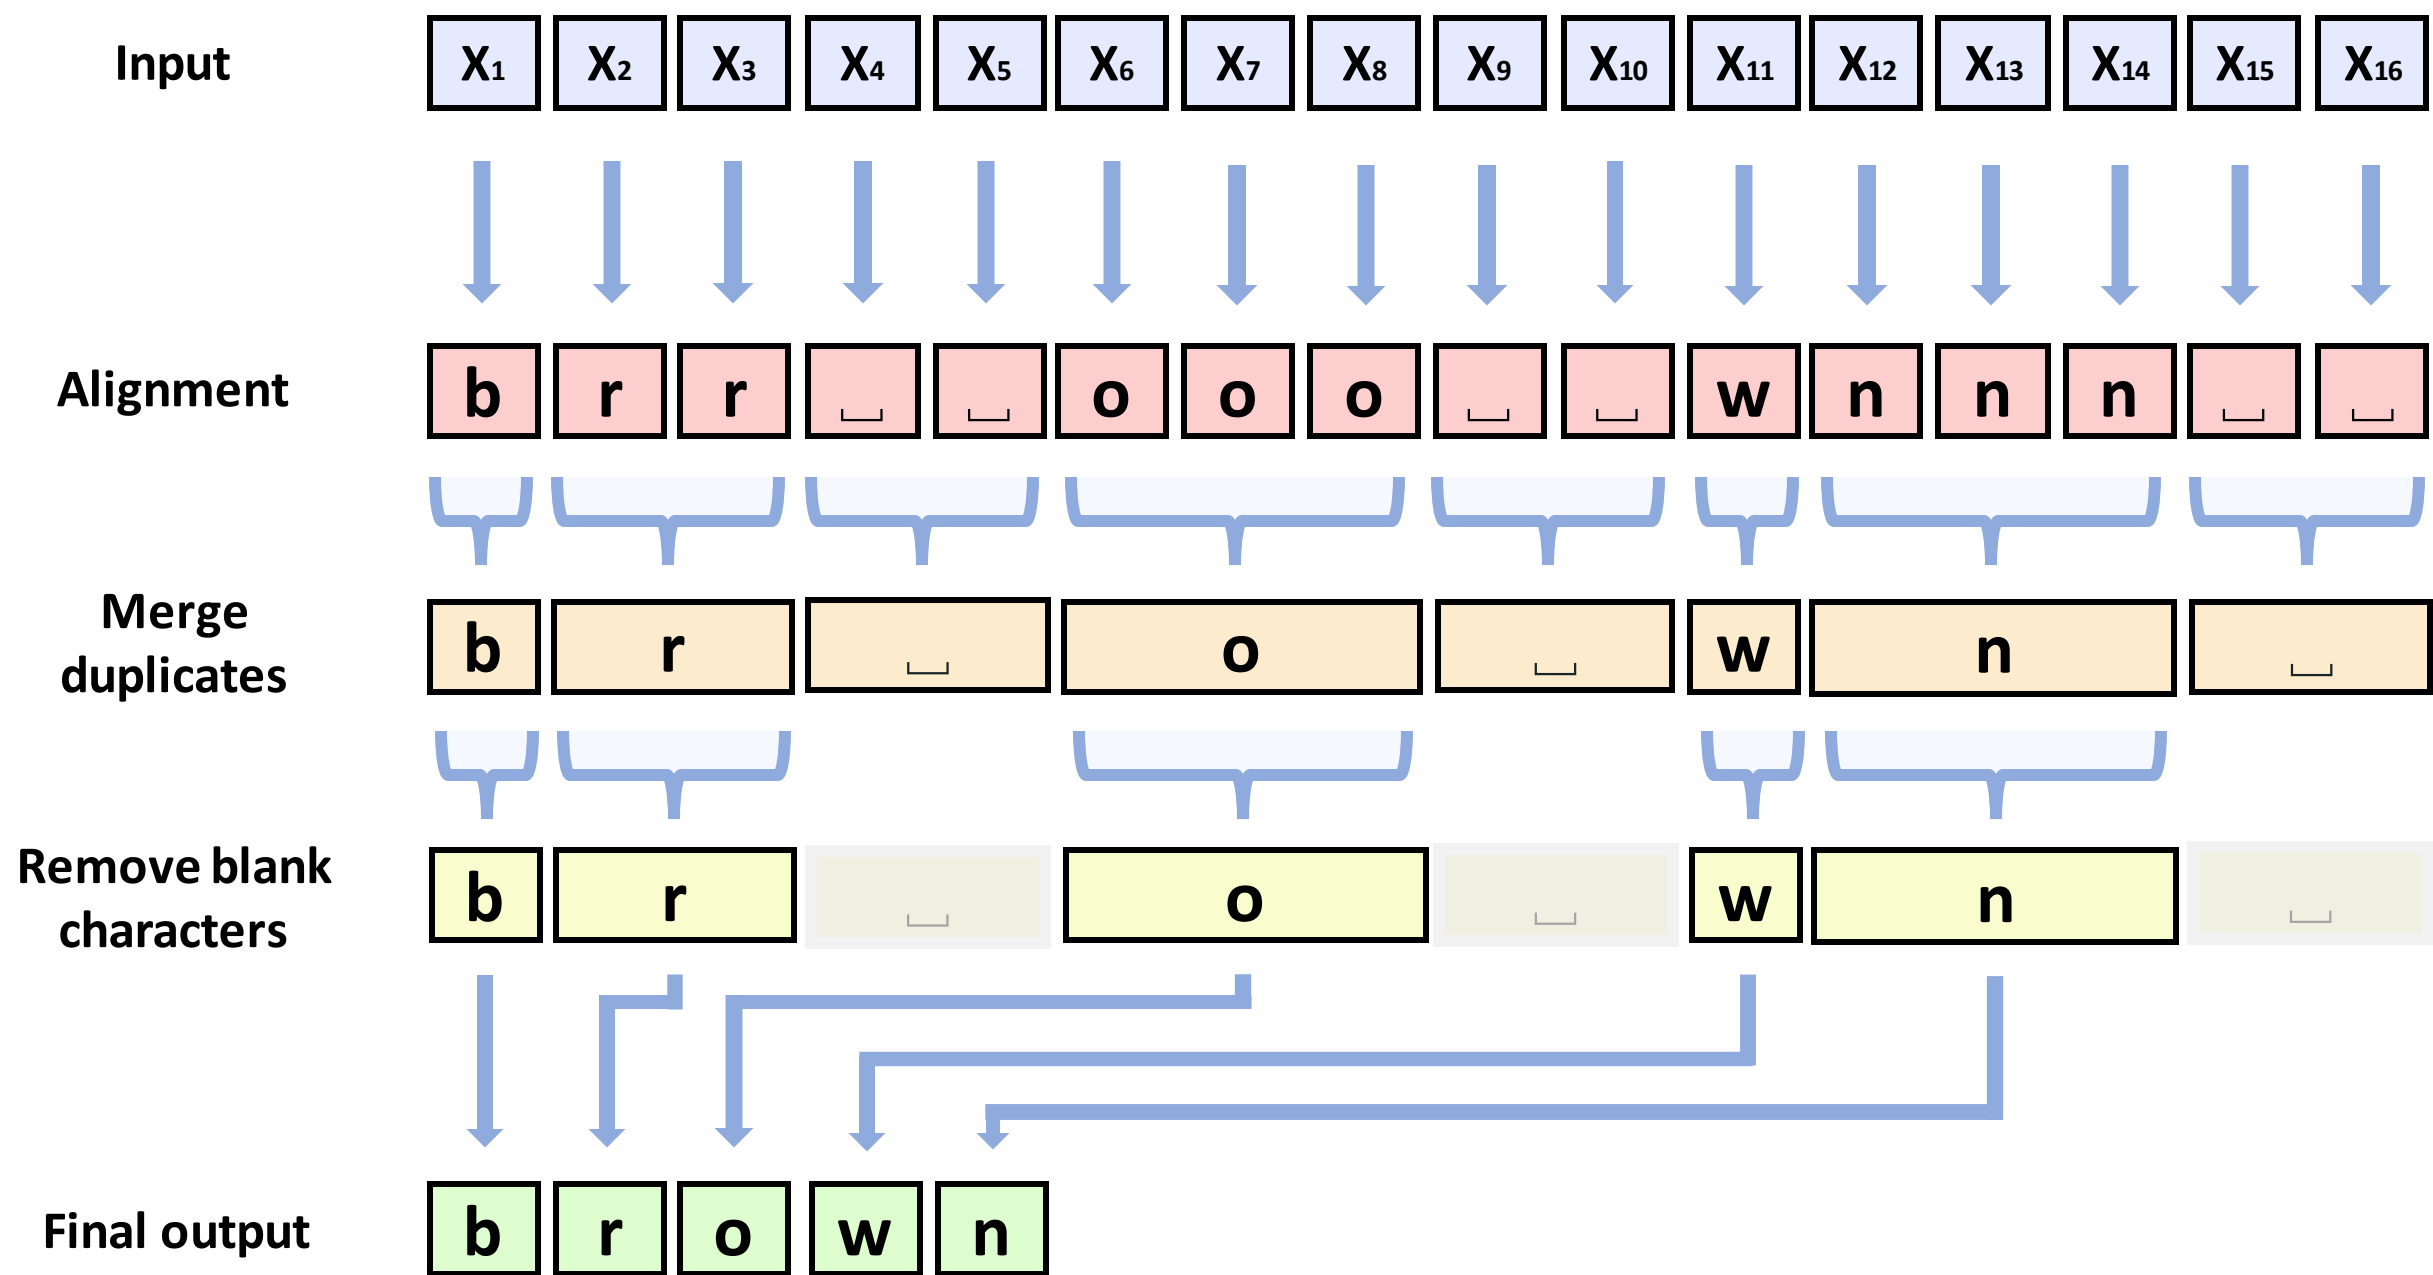 Input X1 X2 X3 X4 X5 X6 X7 X8 X9 X10 X11 X12 X13 X14 X15 X16
Alignment b r r ␣ ␣ o o o ␣ ␣ w n n n ␣ ␣
Merge
duplicates
b r ␣ o ␣ w n ␣
Remove blank
characters
b r ␣ o ␣ w n ␣
Final output b r o w n